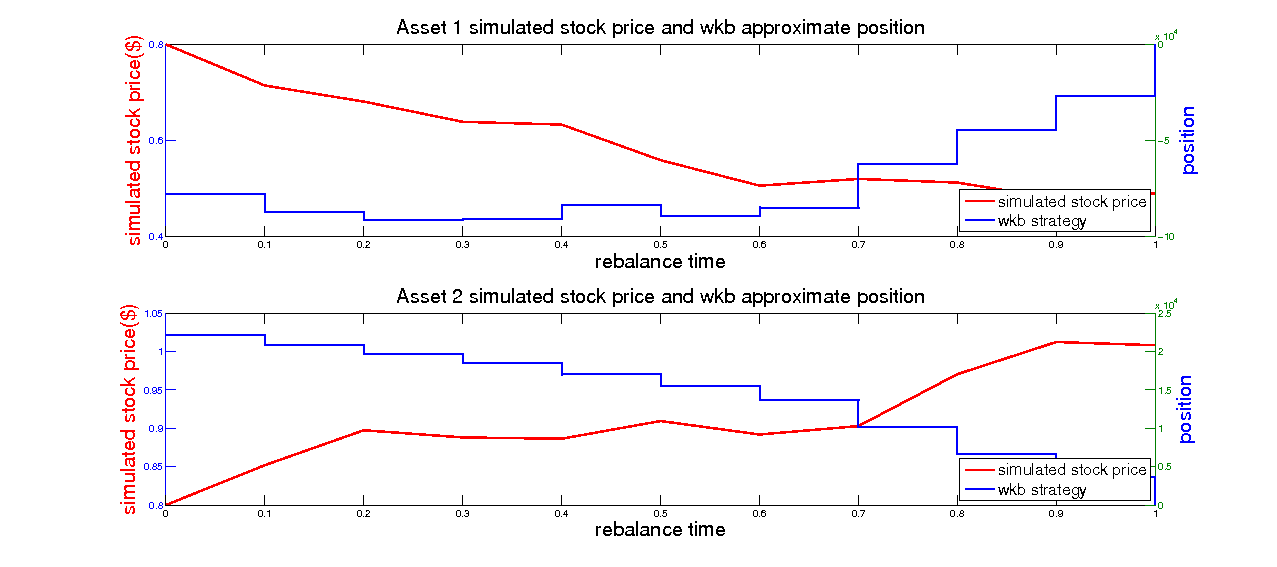 Asset 1 simulated stock price and wkb approximate position
x 10^4
0.8
0.6
0.4
0
-5
-10
simulated stock price($)
position
simulated stock price
wkb strategy
0 0.1 0.2 0.3 0.4 0.5 0.6 0.7 0.8 0.9 1
rebalance time
Asset 2 simulated stock price and wkb approximate position
x 10^4
1.05
1
0.95
0.9
0.85
0.8
2.5
2
1.5
1
0.5
0
simulated stock price($)
position
simulated stock price
wkb strategy
0 0.1 0.2 0.3 0.4 0.5 0.6 0.7 0.8 0.9 1
rebalance time